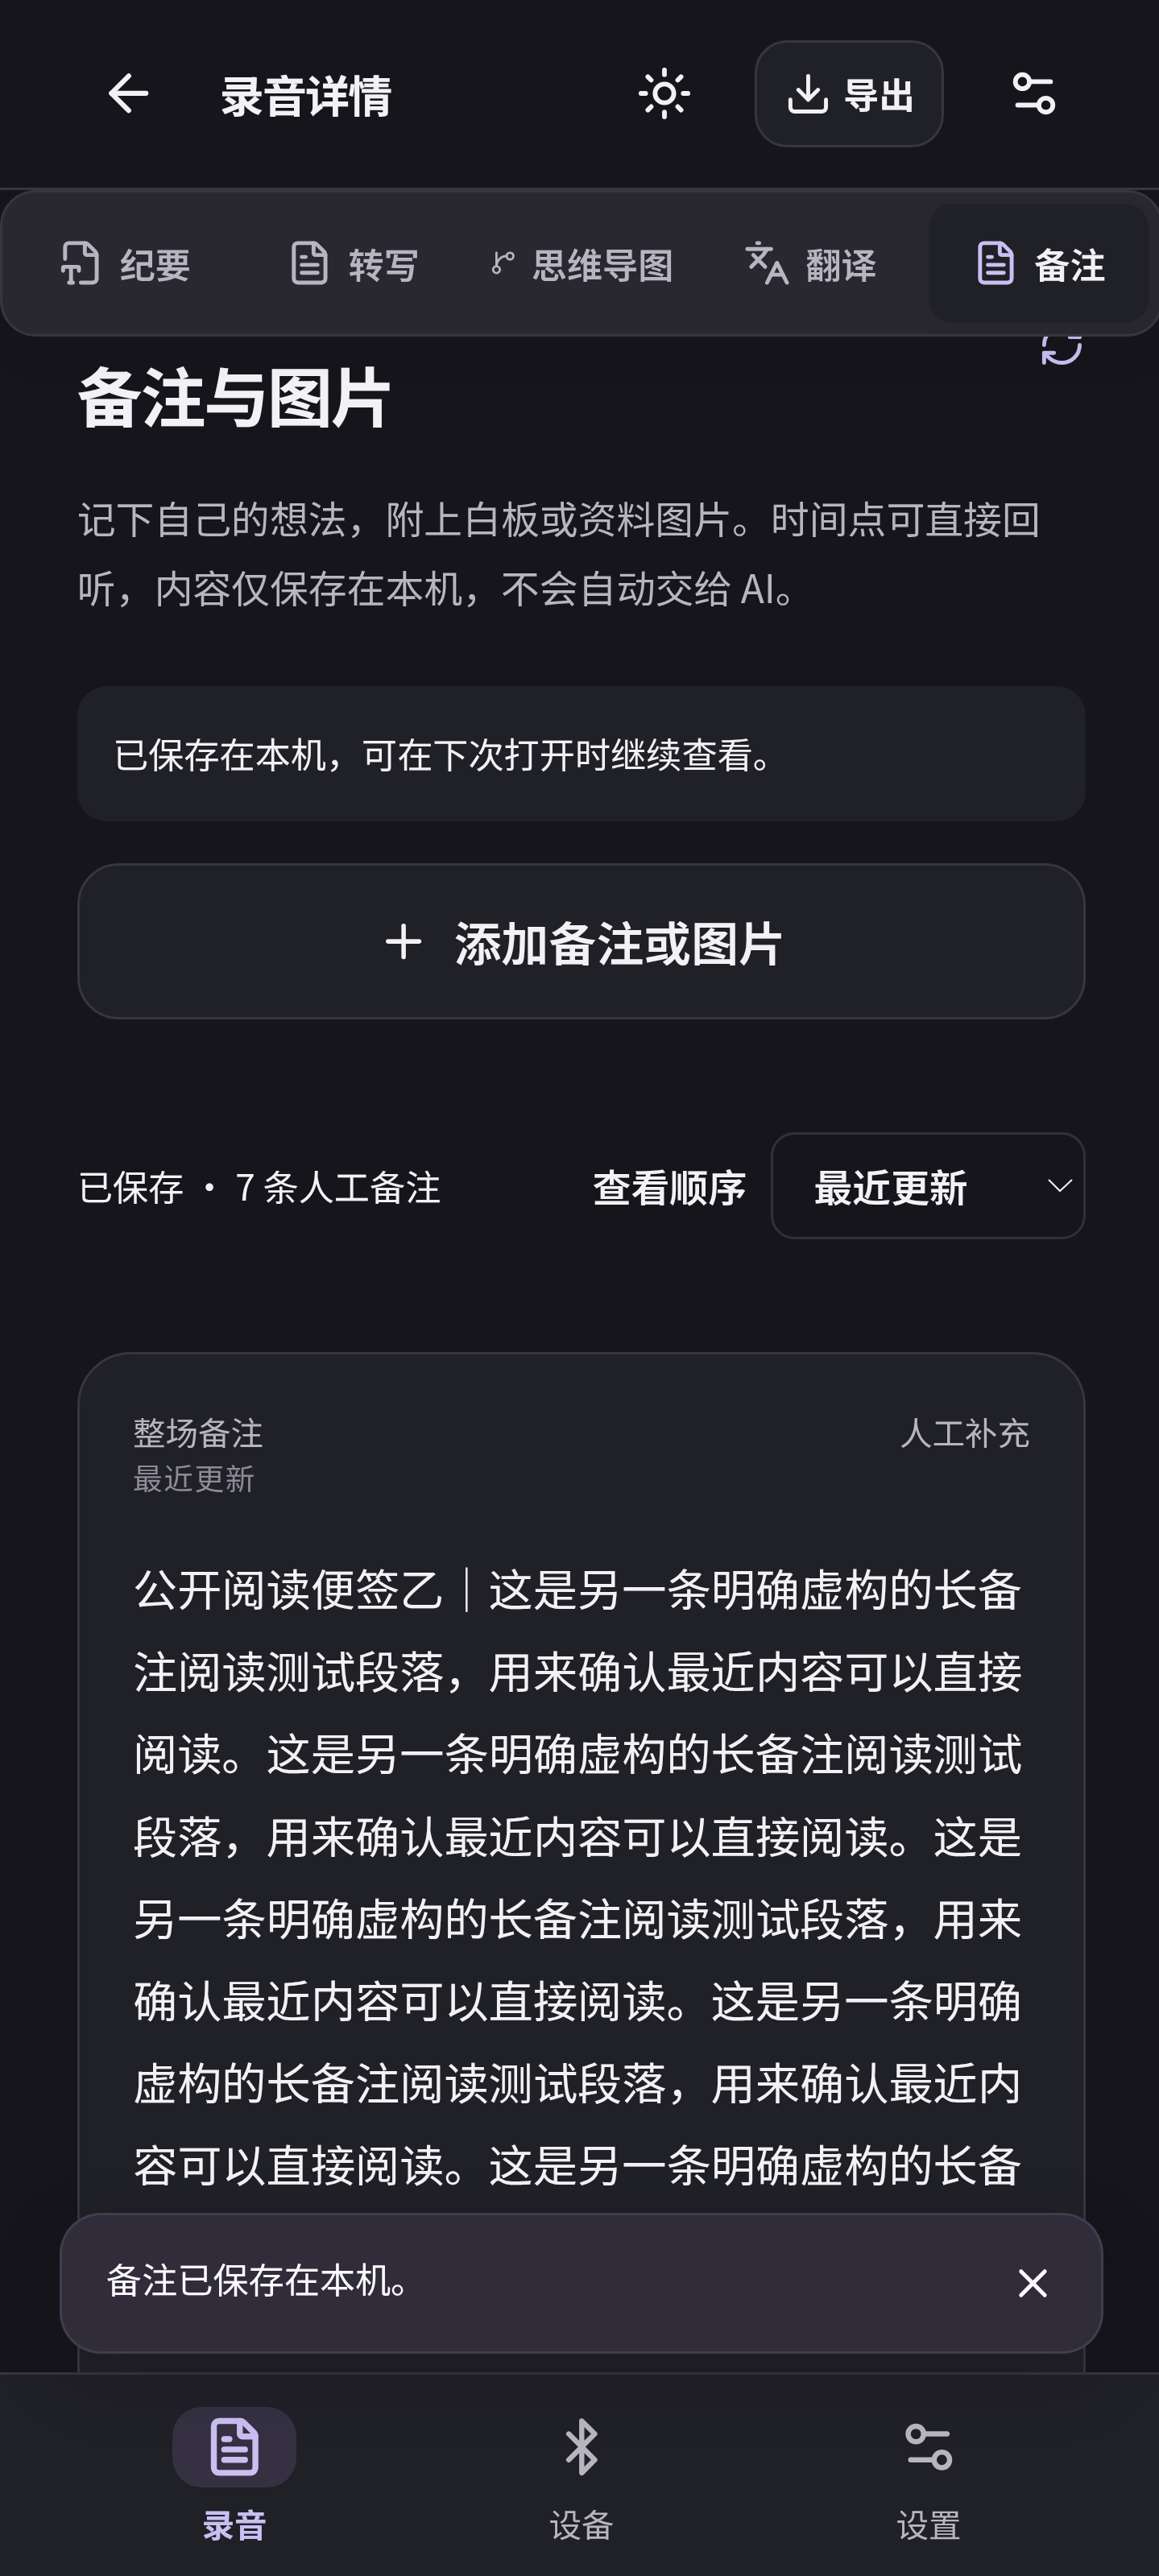 录音详情
导出
纪要
转写
思维导图
翻译
备注
备注与图片
记下自己的想法，附上白板或资料图片。时间点可直接回
听，内容仅保存在本机，不会自动交给 AI。
已保存在本机，可在下次打开时继续查看。
添加备注或图片
已保存 · 7 条人工备注
查看顺序
最近更新
整场备注
人工补充
最近更新
公开阅读便签乙｜这是另一条明确虚构的长备
注阅读测试段落，用来确认最近内容可以直接
阅读。这是另一条明确虚构的长备注阅读测试
段落，用来确认最近内容可以直接阅读。这是
另一条明确虚构的长备注阅读测试段落，用来
确认最近内容可以直接阅读。这是另一条明确
虚构的长备注阅读测试段落，用来确认最近内
容可以直接阅读。这是另一条明确虚构的长备
备注已保存在本机。
录音
设备
设置